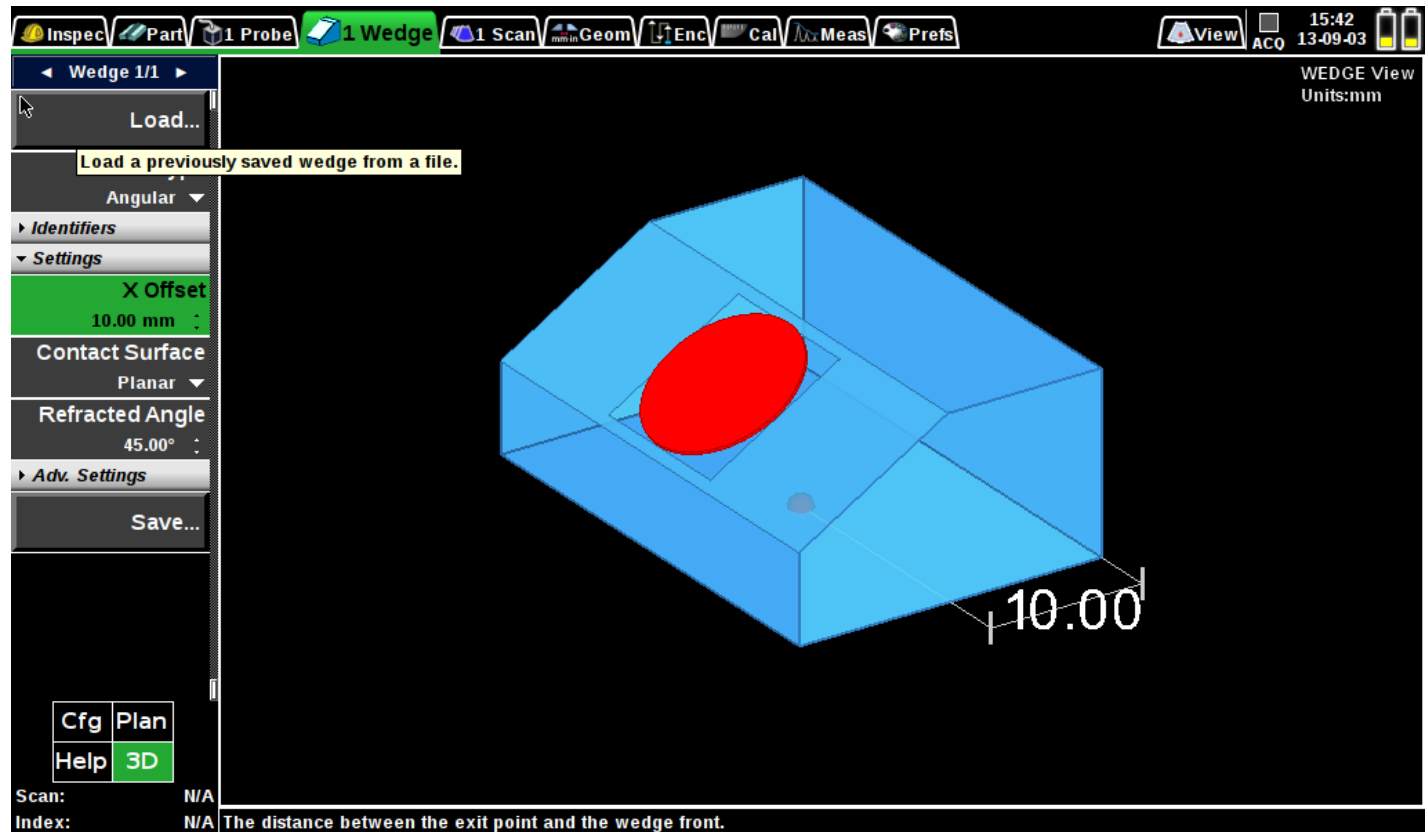 Inspec Part 1 Probe 1 Wedge 1 Scan Geom Enc Cal Meas Prefs View ACQ 15:42
13-09-03
Wedge 1/1
WEDGE View
Units:mm
Load...
Load a previously saved wedge from a file.
Angular
Identifiers
Settings
X Offset
10.00 mm
Contact Surface
Planar
Refracted Angle
45.00°
Adv. Settings
Save...
10.00
Cfg Plan
Help 3D
Scan: N/A
Index: N/A
The distance between the exit point and the wedge front.